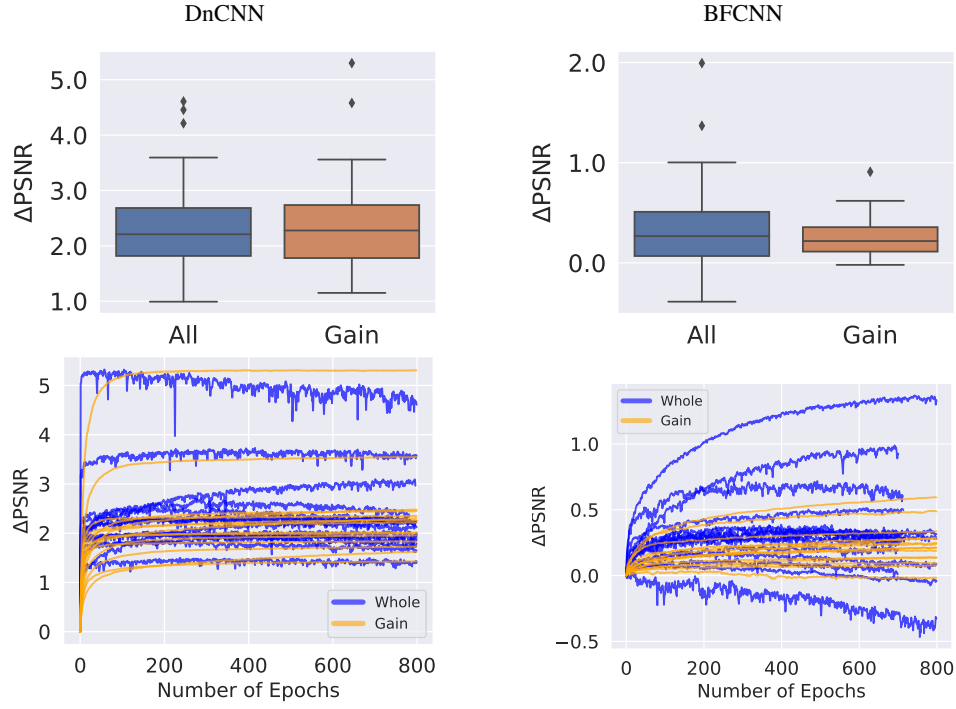 DnCNN
BFCNN
5.0
4.0
3.0
2.0
1.0
ΔPSNR
All
Gain
2.0
1.0
0.0
ΔPSNR
All
Gain
5
4
3
2
1
0
ΔPSNR
Whole
Gain
0
200
400
600
800
Number of Epochs
1.0
0.5
0.0
−0.5
ΔPSNR
Whole
Gain
0
200
400
600
800
Number of Epochs